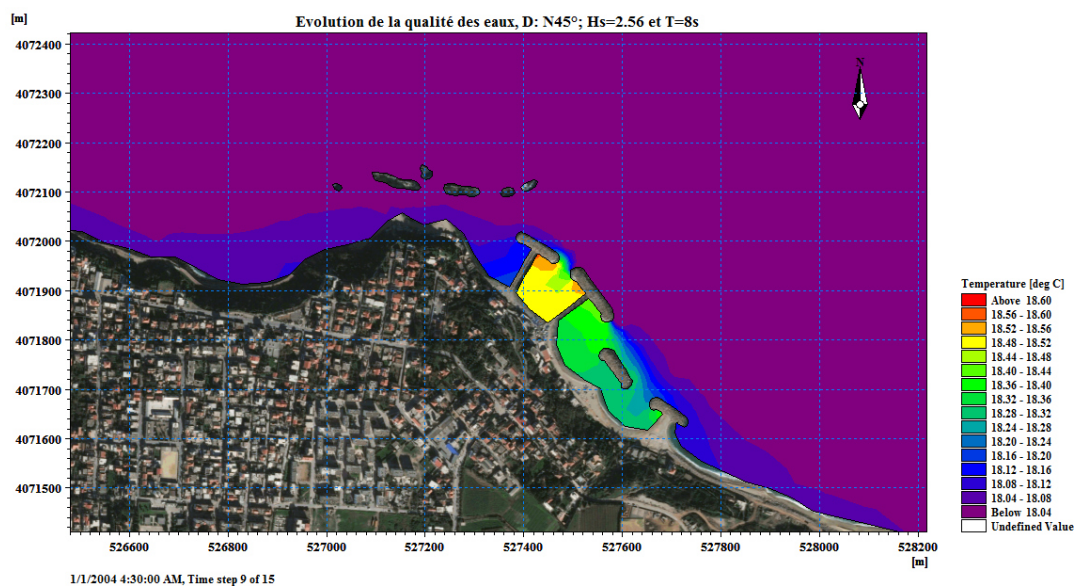 Evolution de la qualité des eaux, D: N45°; Hs=2.56 et T=8s
[m]
4072400
4072300
4072200
4072100
4072000
4071900
4071800
4071700
4071600
4071500
N
526600 526800 527000 527200 527400 527600 527800 528000 528200
[m]
Temperature [deg C]
Above 18.60
18.56 - 18.60
18.52 - 18.56
18.48 - 18.52
18.44 - 18.48
18.40 - 18.44
18.36 - 18.40
18.32 - 18.36
18.28 - 18.32
18.24 - 18.28
18.20 - 18.24
18.16 - 18.20
18.12 - 18.16
18.08 - 18.12
18.04 - 18.08
Below 18.04
Undefined Value
1/1/2004 4:30:00 AM, Time step 9 of 15